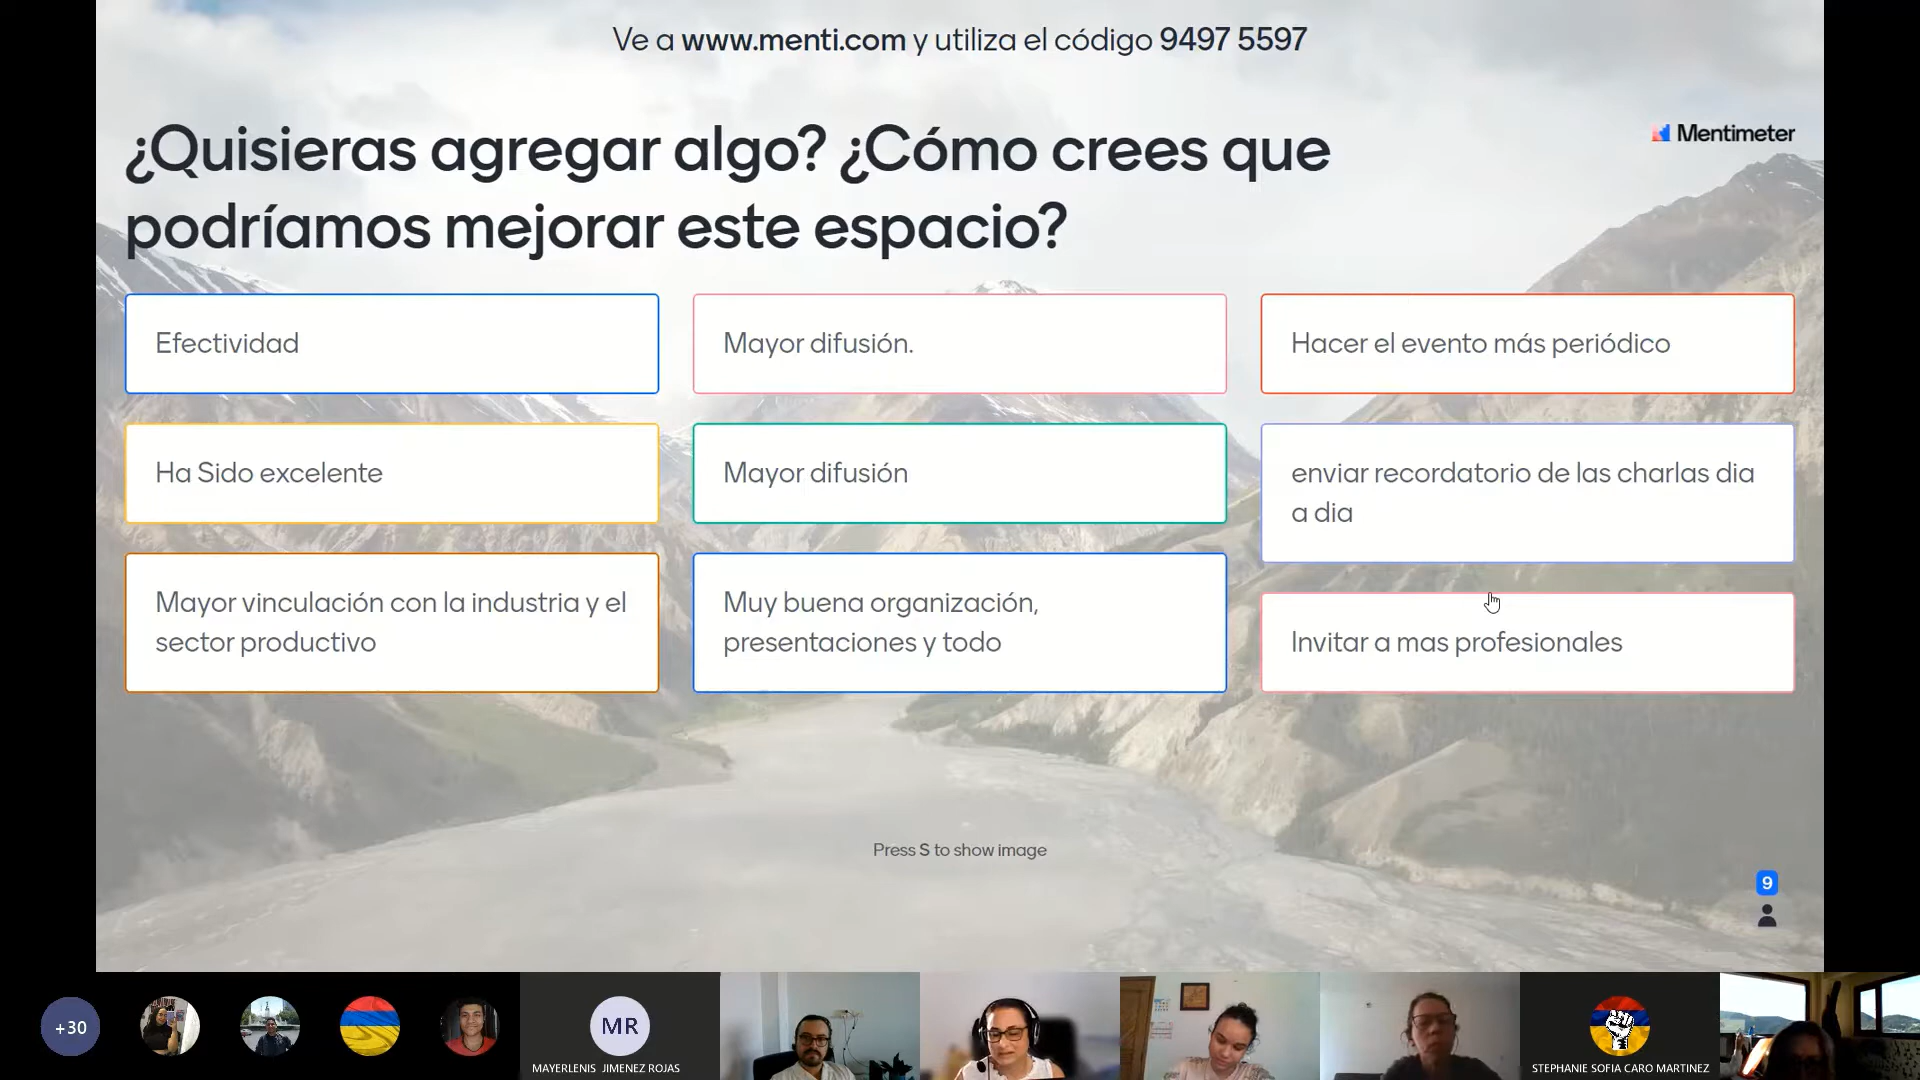 Ve a www.menti.com y utiliza el código 9497 5597
Mentimeter
¿Quisieras agregar algo? ¿Cómo crees que
podríamos mejorar este espacio?
Efectividad
Mayor difusión.
Hacer el evento más periódico
Ha Sido excelente
Mayor difusión
enviar recordatorio de las charlas dia
a dia
Mayor vinculación con la industria y el
sector productivo
Muy buena organización,
presentaciones y todo
Invitar a mas profesionales
Press S to show image
9
+30
MR
MAYERLENIS JIMENEZ ROJAS
STEPHANIE SOFIA CARO MARTINEZ